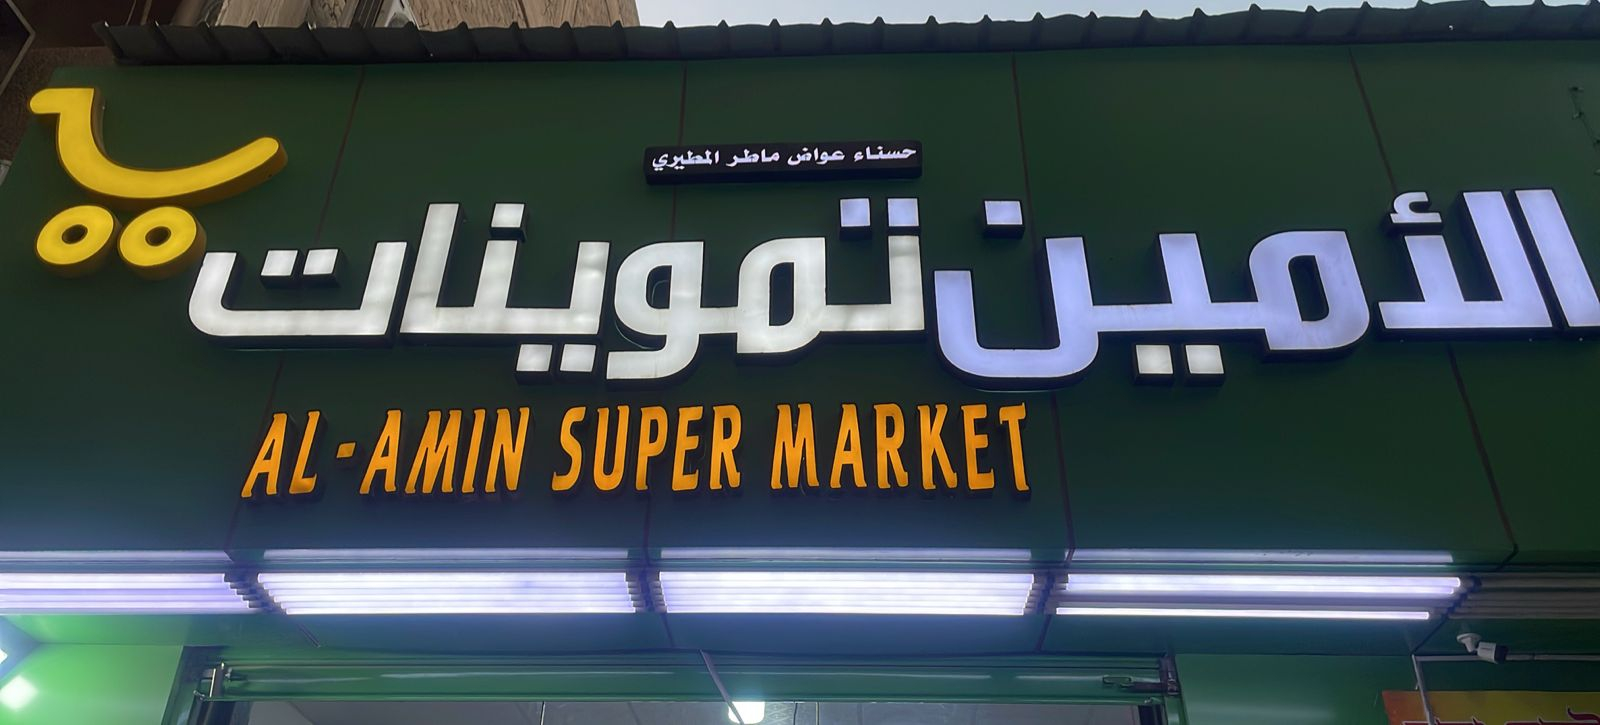 حسناء عواض ماطر المطيري
الأمين تموينات
AL-AMIN SUPER MARKET